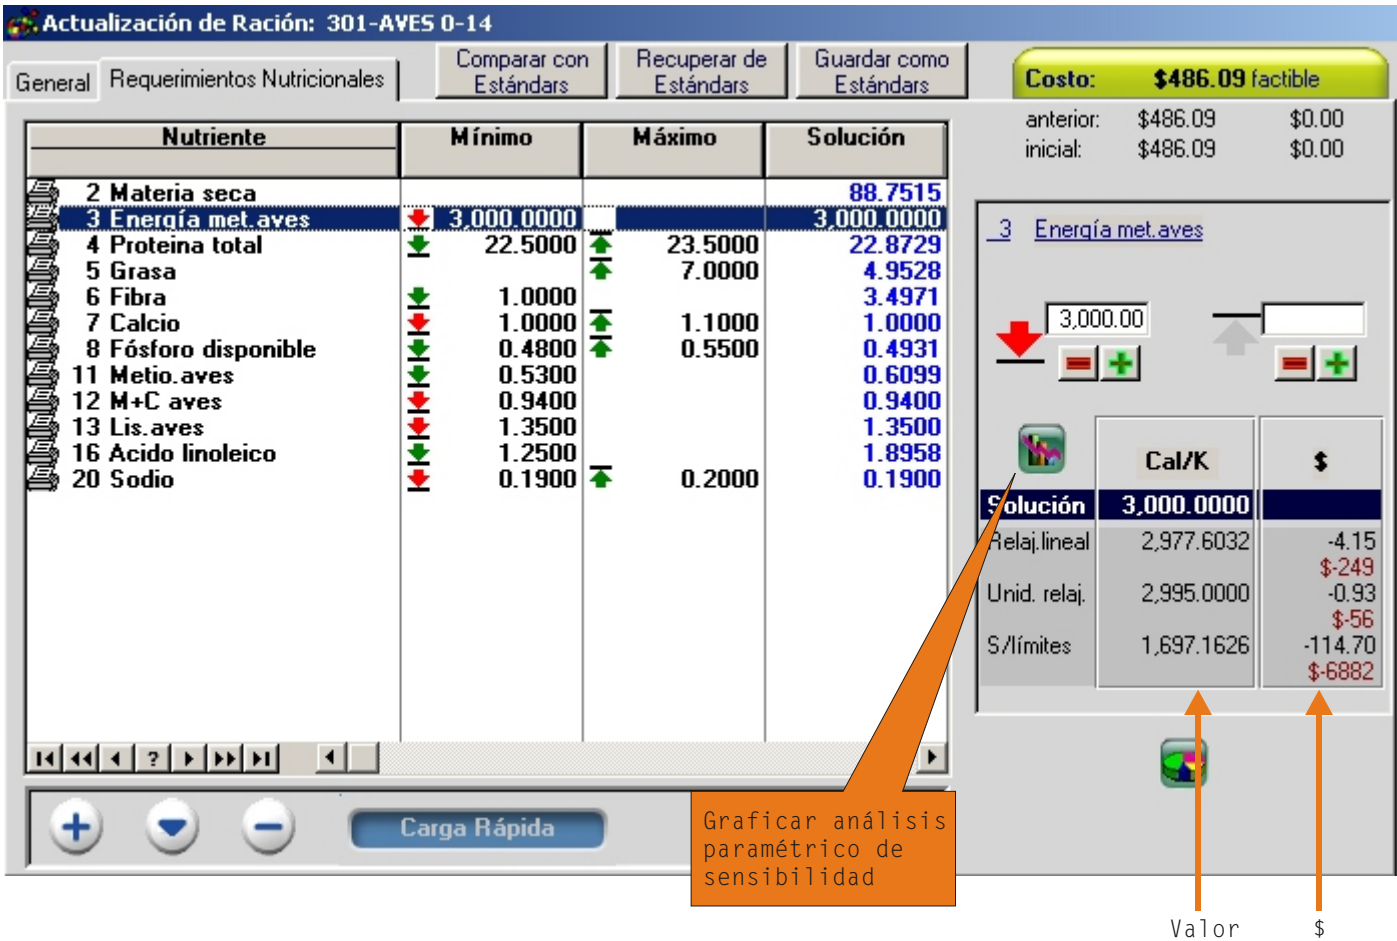 Actualización de Ración: 301-AVES 0-14
General Requerimientos Nutricionales
Comparar con
Estándars
Recuperar de
Estándars
Guardar como
Estándars
Costo: $486.09 factible
anterior: $486.09 $0.00
inicial: $486.09 $0.00
Nutriente Mínimo Máximo Solución
2 Materia seca 88.7515
3 Energía met.aves 3,000.0000 3,000.0000
4 Proteina total 22.5000 23.5000 22.8729
5 Grasa 7.0000 4.9528
6 Fibra 1.0000 3.4971
7 Calcio 1.0000 1.1000 1.0000
8 Fósforo disponible 0.4800 0.5500 0.4931
11 Metio.aves 0.5300 0.6099
12 M+C aves 0.9400 0.9400
13 Lis.aves 1.3500 1.3500
16 Acido linoleico 1.2500 1.8958
20 Sodio 0.1900 0.2000 0.1900
3 Energía met.aves
3,000.00
Cal/K $
Solución 3,000.0000
Relaj.lineal 2,977.6032 -4.15
$-249
Unid. relaj. 2,995.0000 -0.93
$-56
S/límites 1,697.1626 -114.70
$-6882
?
Carga Rápida
Graficar análisis
paramétrico de
sensibilidad
Valor $